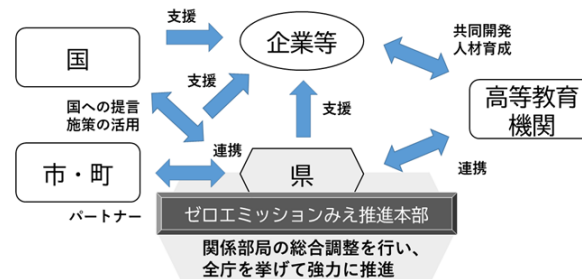 支援
国
企業等
共同開発
人材育成
支援
国への提言
施策の活用
支援
高等教育
機関
市・町
連携
県
連携
パートナー
ゼロエミッションみえ推進本部
関係部局の総合調整を行い、
全庁を挙げて強力に推進